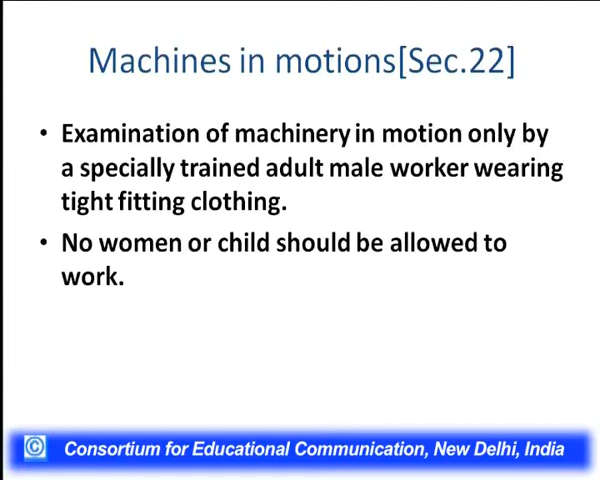 Machines in motions[Sec.22]
• Examination of machinery in motion only by
a specially trained adult male worker wearing
tight fitting clothing.
• No women or child should be allowed to
work.
© Consortium for Educational Communication, New Delhi, India